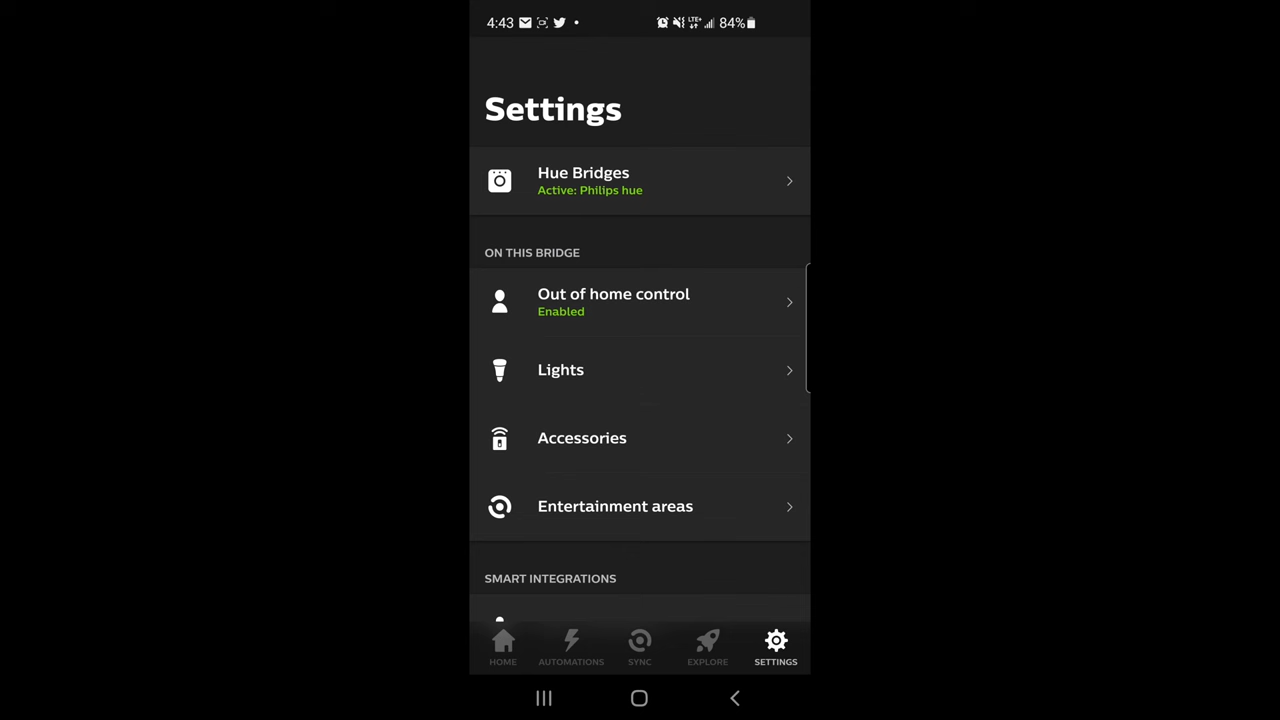 4:43 LTE+ 84%
Settings
Hue Bridges
Active: Philips hue
ON THIS BRIDGE
Out of home control
Enabled
Lights
Accessories
Entertainment areas
SMART INTEGRATIONS
HOME AUTOMATIONS SYNC EXPLORE SETTINGS